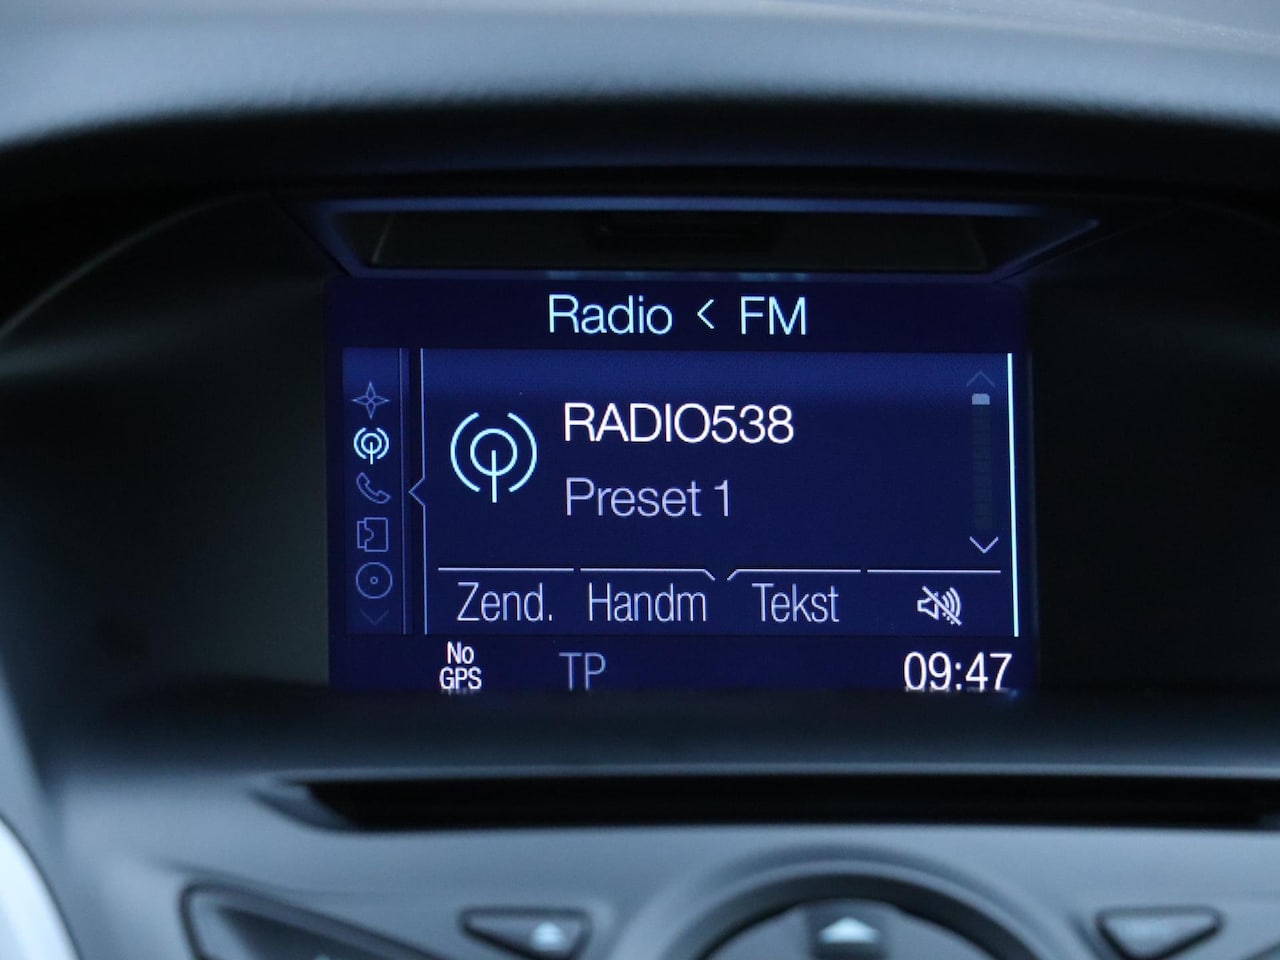 Radio < FM
RADIO538
Preset 1
Zend. Handm Tekst
No GPS TP 09:47